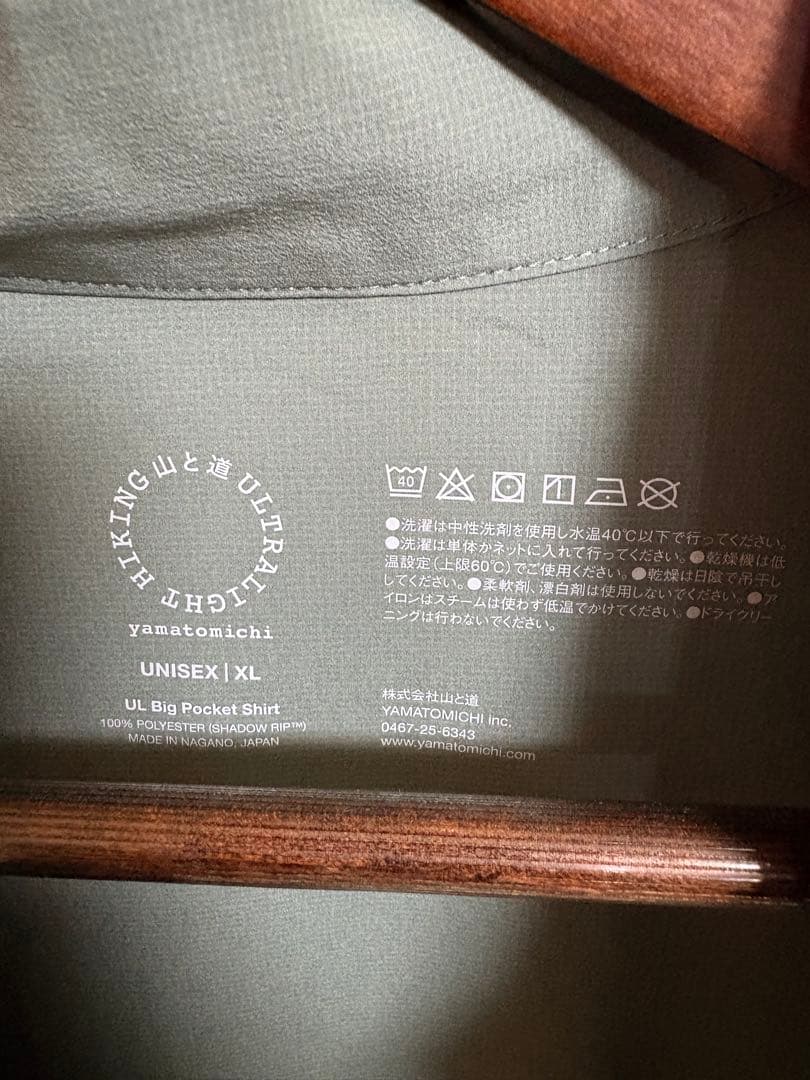 山と道 ULTRALIGHT HIKING
yamatomichi
UNISEX | XL
UL Big Pocket Shirt
100% POLYESTER (SHADOW RIP™)
MADE IN NAGANO, JAPAN
40
●洗濯は中性洗剤を使用し水温40℃以下で行ってください。
●洗濯は単体かネットに入れて行ってください。●乾燥機は低
温設定(上限60℃)でご使用ください。●乾燥は日陰で吊干し
してください。●柔軟剤、漂白剤は使用しないでください。●ア
イロンはスチームは使わず低温でかけてください。●ドライクリー
ニングは行わないでください。
株式会社山と道
YAMATOMICHI inc.
0467-25-6343
www.yamatomichi.com